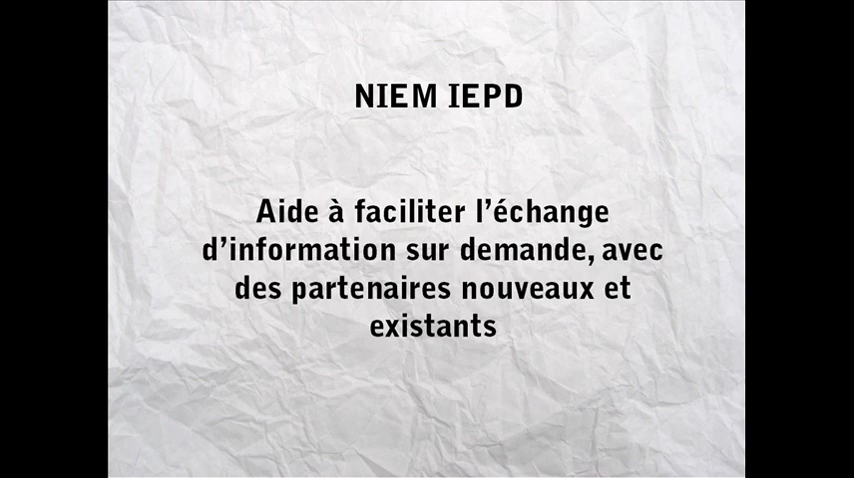 NIEM IEPD
Aide à faciliter l’échange
d’information sur demande, avec
des partenaires nouveaux et
existants